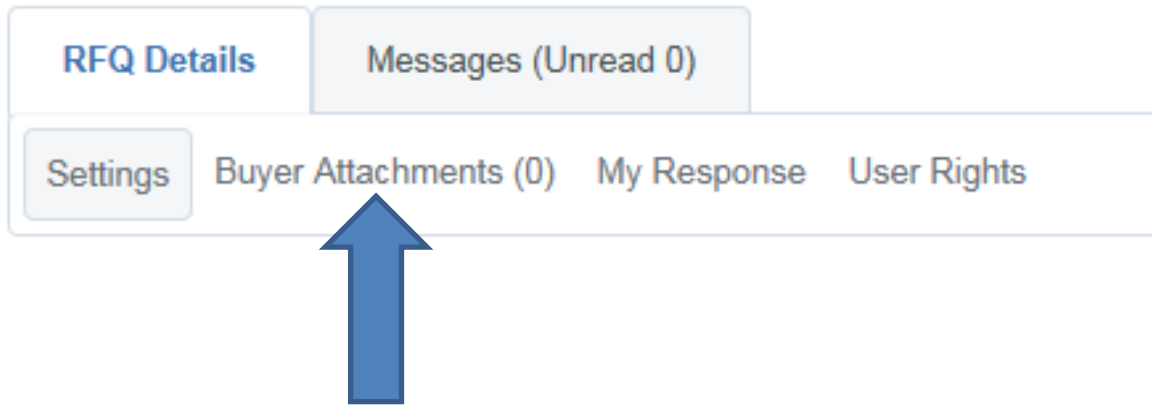 RFQ Details Messages (Unread 0)
Settings Buyer Attachments (0) My Response User Rights